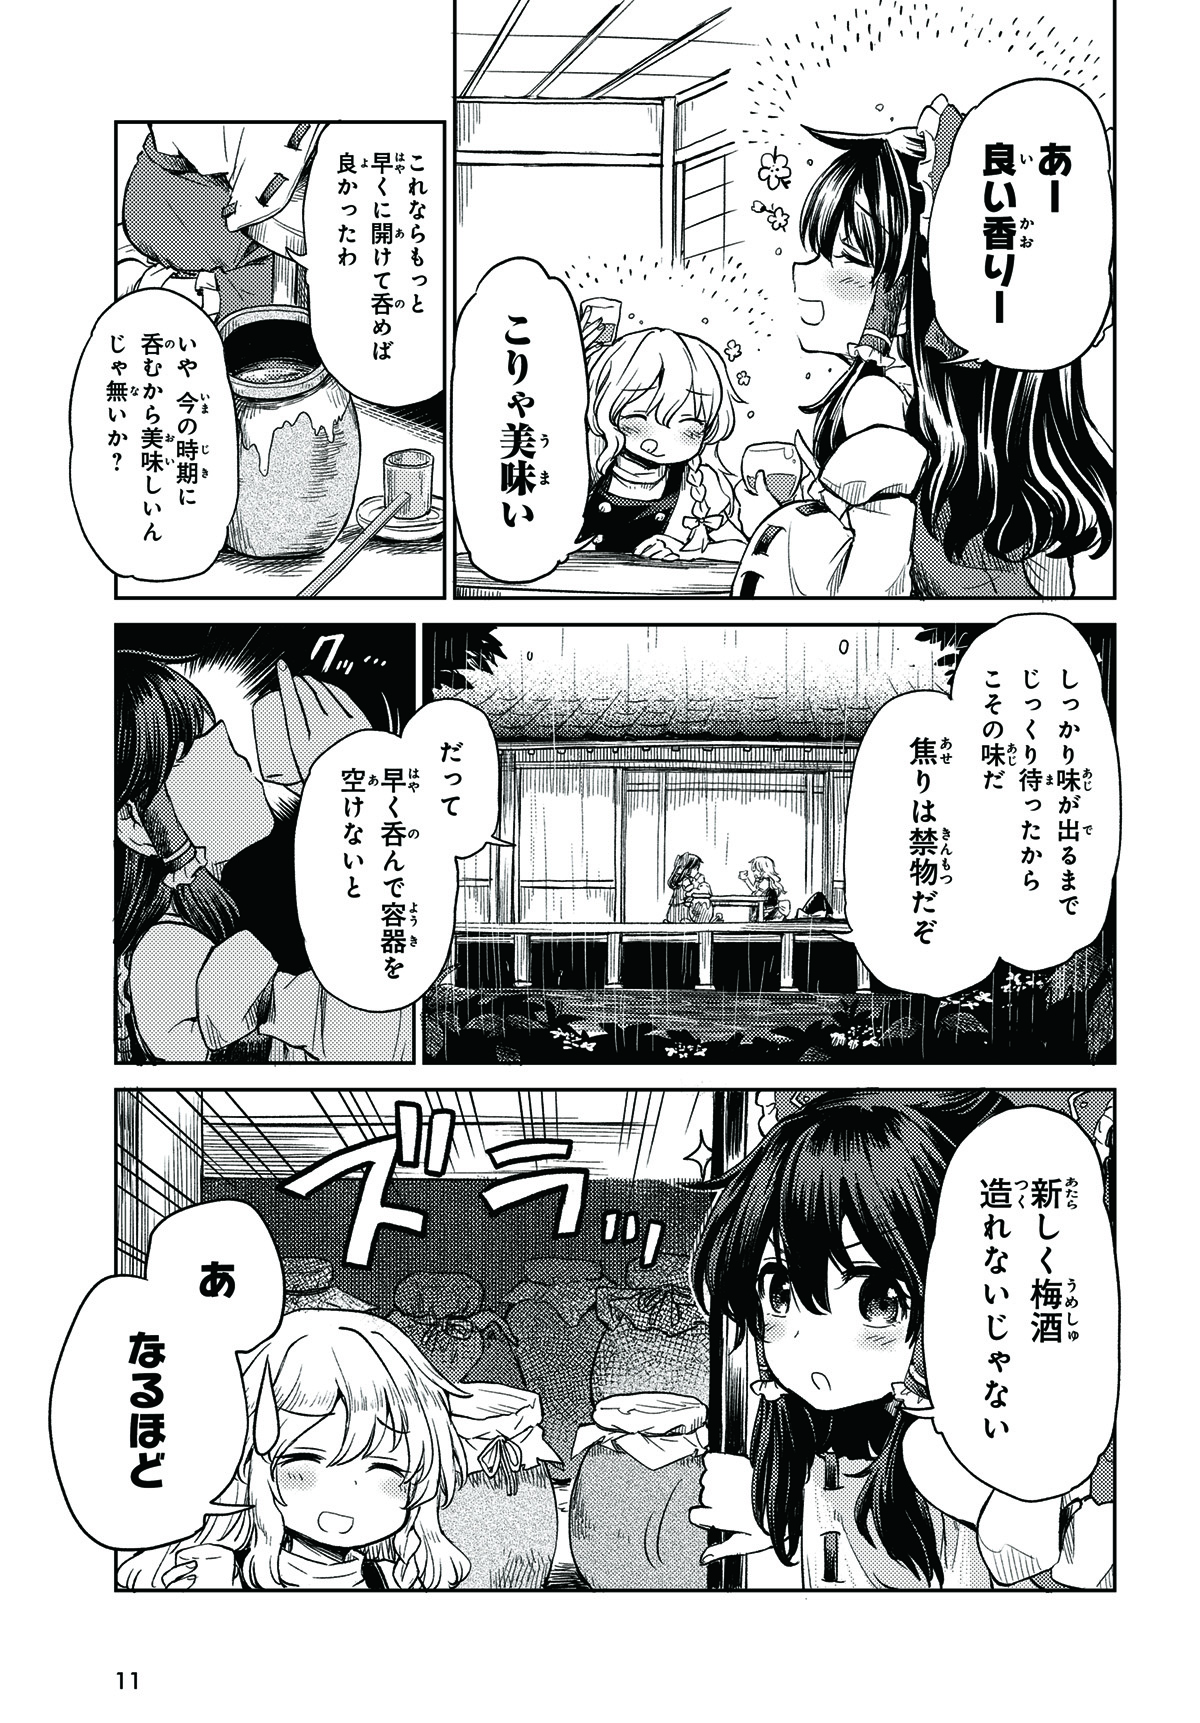 あー
良い香りー
こりゃ美味い
これならもっと
早くに開けて呑めば
良かったわ
いや 今の時期に
呑むから美味しいん
じゃ無いか？
しっかり味が出るまで
じっくり待ったから
こその味だ
焦りは禁物だぞ
だって
早く呑んで容器を
空けないと
グッ…
新しく梅酒
造れないじゃない
ズラッ
あ
なるほど
11